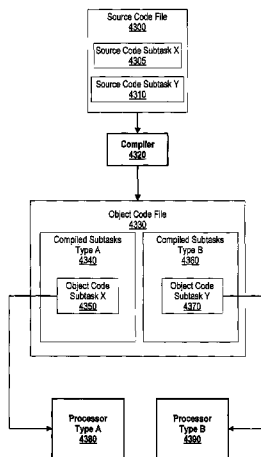 Source Code File
4300
Source Code Subtask X
4305
Source Code Subtask Y
4310
Compiler
4320
Object Code File
4330
Compiled Subtasks
Type A
4340
Object Code
Subtask X
4350
Compiled Subtasks
Type B
4360
Object Code
Subtask Y
4370
Processor
Type A
4380
Processor
Type B
4390